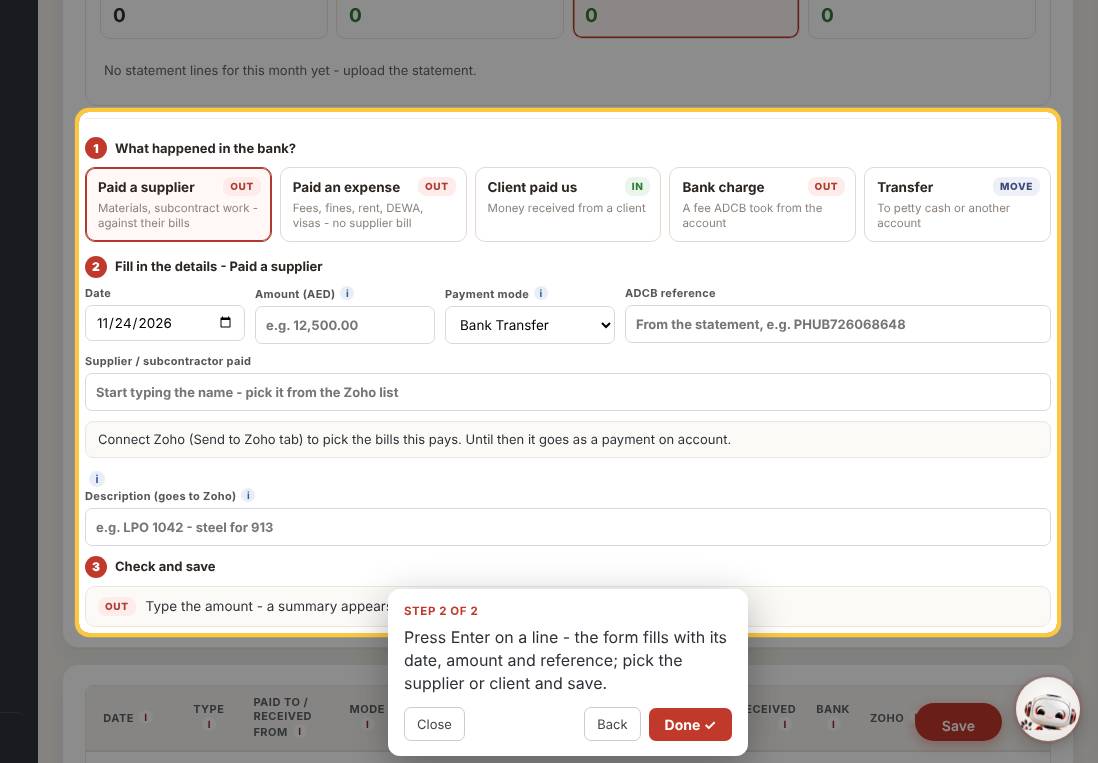 0 0 0 0
No statement lines for this month yet - upload the statement.
1 What happened in the bank?
Paid a supplier OUT
Materials, subcontract work -
against their bills
Paid an expense OUT
Fees, fines, rent, DEWA,
visas - no supplier bill
Client paid us IN
Money received from a client
Bank charge OUT
A fee ADCB took from the
account
Transfer MOVE
To petty cash or another
account
2 Fill in the details - Paid a supplier
Date
11/24/2026
Amount (AED) i
e.g. 12,500.00
Payment mode i
Bank Transfer
ADCB reference
From the statement, e.g. PHUB726068648
Supplier / subcontractor paid
Start typing the name - pick it from the Zoho list
Connect Zoho (Send to Zoho tab) to pick the bills this pays. Until then it goes as a payment on account.
i
Description (goes to Zoho) i
e.g. LPO 1042 - steel for 913
3 Check and save
OUT Type the amount - a summary appears
STEP 2 OF 2
Press Enter on a line - the form fills with its
date, amount and reference; pick the
supplier or client and save.
Close Back Done ✓
DATE i
TYPE
i
PAID TO /
RECEIVED
FROM i
MODE
i
ECEIVED
i
BANK
i
ZOHO
Save